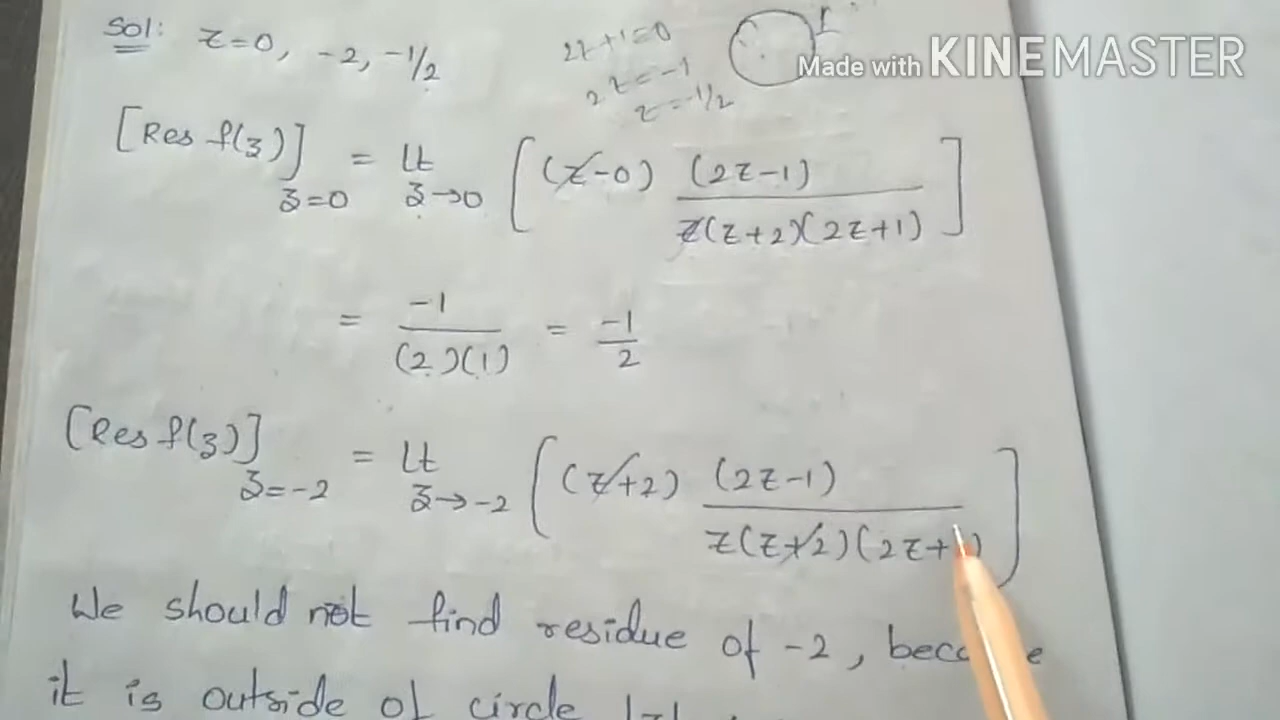 Sol: z=0, -2, -1/2
2z+1=0
2z=-1
z=-1/2
Made with KINEMASTER
[Res f(z)] z=0 = lt z→0 [ (z-0) (2z-1) / z(z+2)(2z+1) ]
= -1 / (2)(1) = -1/2
[Res f(z)] z=-2 = lt z→-2 [ (z+2) (2z-1) / z(z+2)(2z+1) ]
We should not find residue of -2,
it is outside of circle